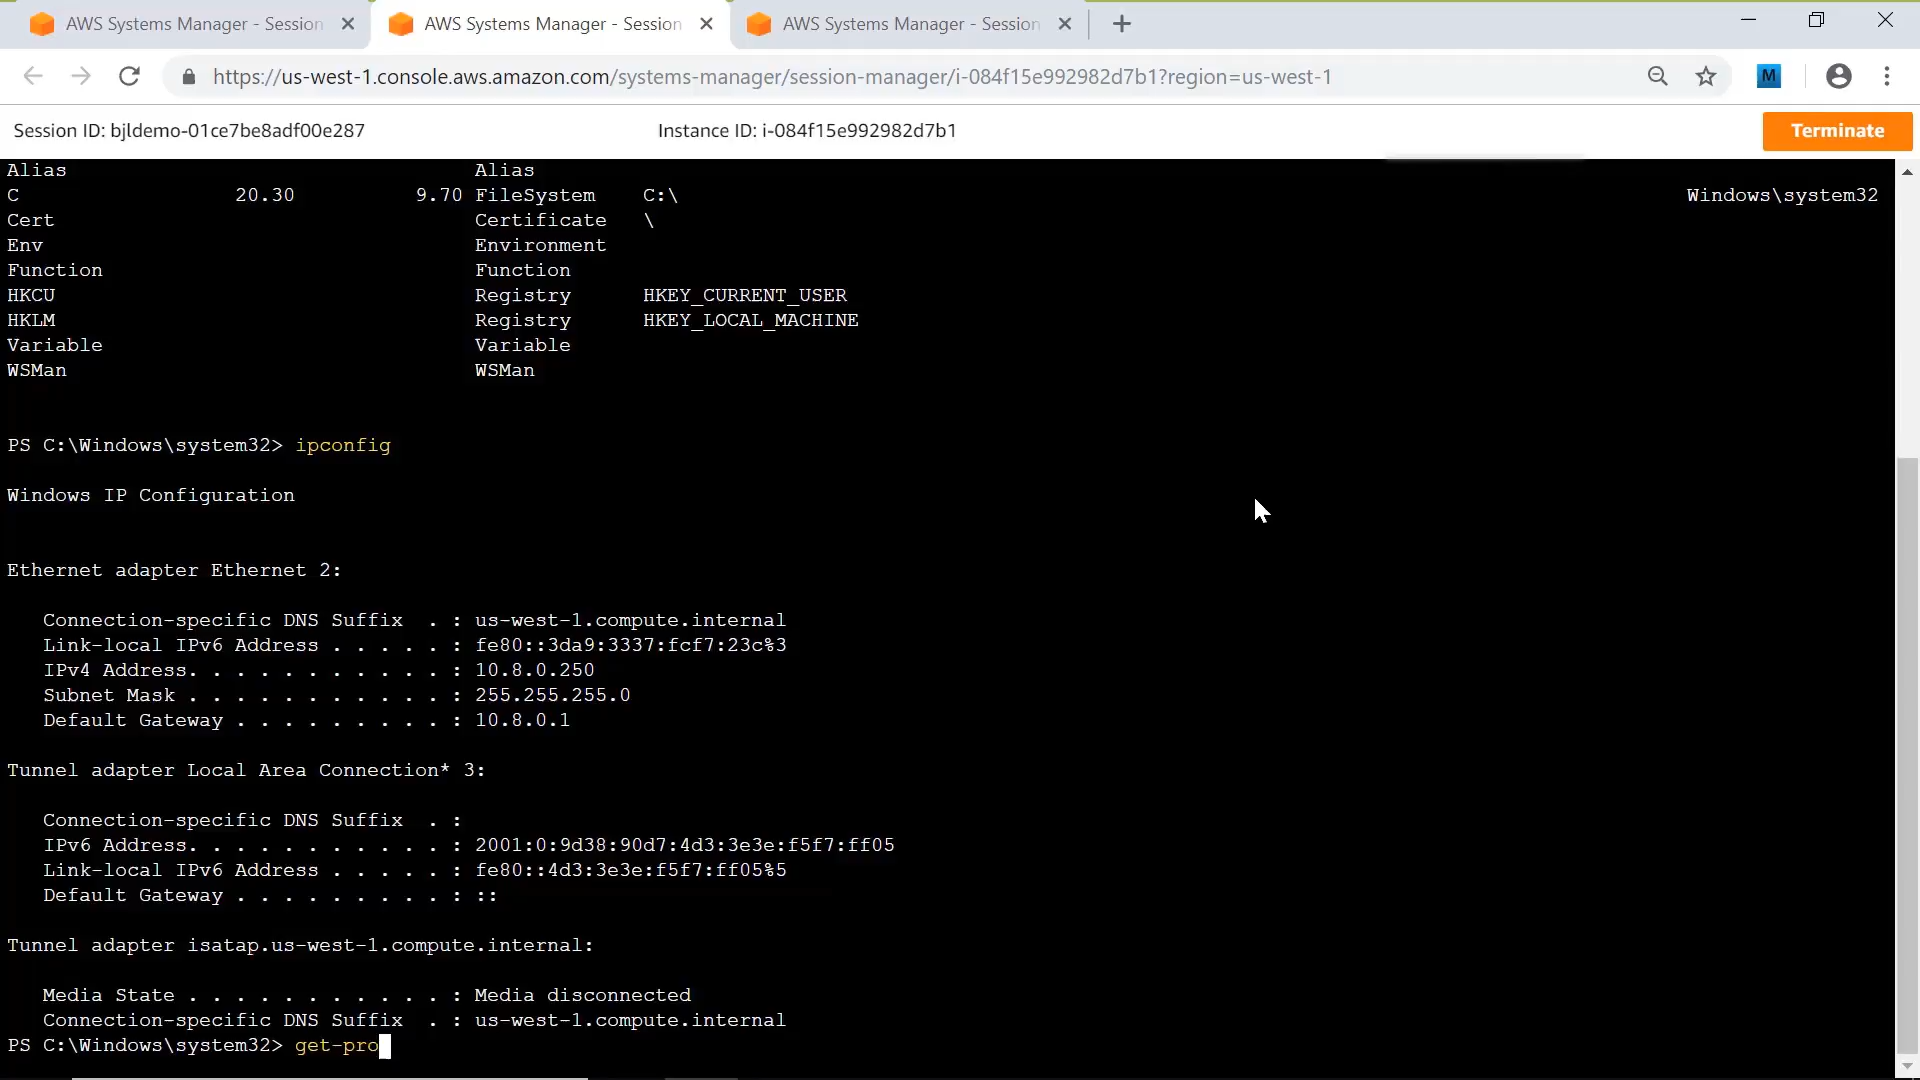 AWS Systems Manager - Session
AWS Systems Manager - Session
AWS Systems Manager - Session
https://us-west-1.console.aws.amazon.com/systems-manager/session-manager/i-084f15e992982d7b1?region=us-west-1
M
Session ID: bjldemo-01ce7be8adf00e287 Instance ID: i-084f15e992982d7b1 Terminate
Alias Alias
C 20.30 9.70 FileSystem C:\ Windows\system32
Cert Certificate \
Env Environment
Function Function
HKCU Registry HKEY_CURRENT_USER
HKLM Registry HKEY_LOCAL_MACHINE
Variable Variable
WSMan WSMan
PS C:\Windows\system32> ipconfig
Windows IP Configuration
Ethernet adapter Ethernet 2:
Connection-specific DNS Suffix . : us-west-1.compute.internal
Link-local IPv6 Address . . . . . : fe80::3da9:3337:fcf7:23c%3
IPv4 Address. . . . . . . . . . . : 10.8.0.250
Subnet Mask . . . . . . . . . . . : 255.255.255.0
Default Gateway . . . . . . . . . : 10.8.0.1
Tunnel adapter Local Area Connection* 3:
Connection-specific DNS Suffix . :
IPv6 Address. . . . . . . . . . . : 2001:0:9d38:90d7:4d3:3e3e:f5f7:ff05
Link-local IPv6 Address . . . . . : fe80::4d3:3e3e:f5f7:ff05%5
Default Gateway . . . . . . . . . : ::
Tunnel adapter isatap.us-west-1.compute.internal:
Media State . . . . . . . . . . . : Media disconnected
Connection-specific DNS Suffix . : us-west-1.compute.internal
PS C:\Windows\system32> get-pro